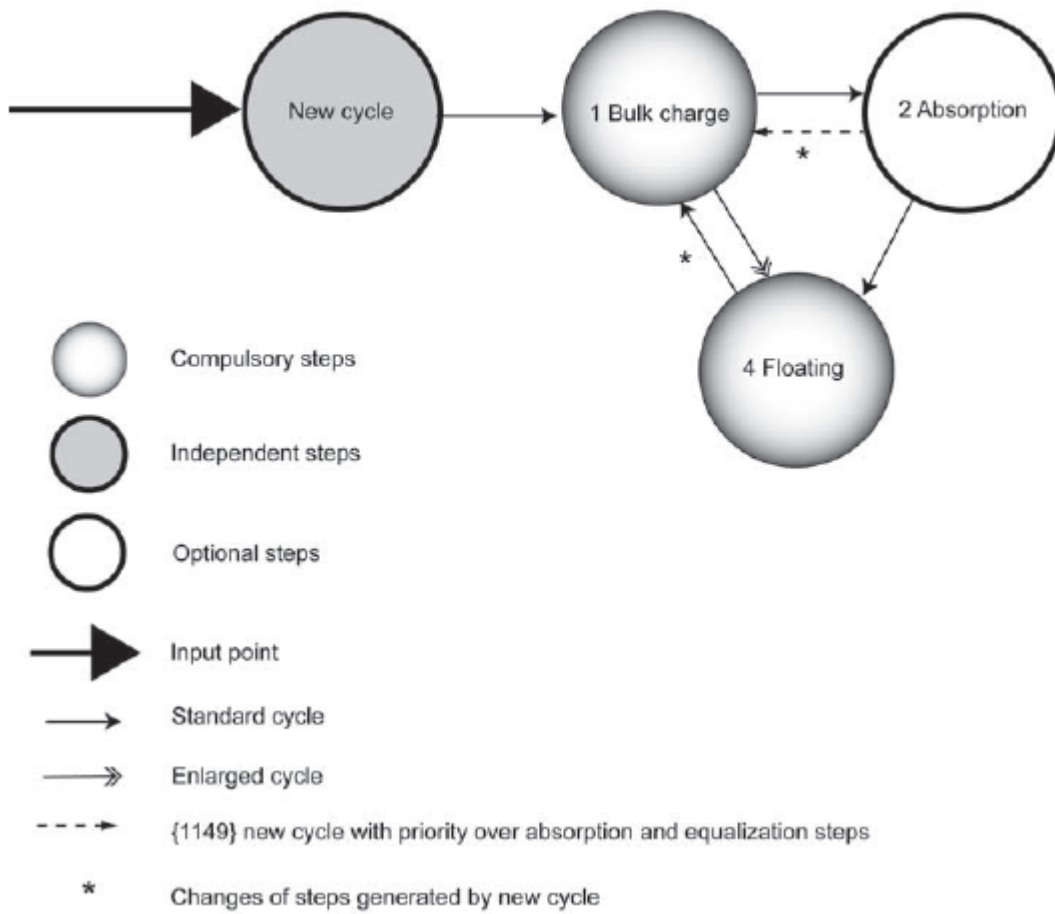 New cycle
1 Bulk charge
2 Absorption
*
*
4 Floating
Compulsory steps
Independent steps
Optional steps
Input point
Standard cycle
Enlarged cycle
{1149} new cycle with priority over absorption and equalization steps
* Changes of steps generated by new cycle